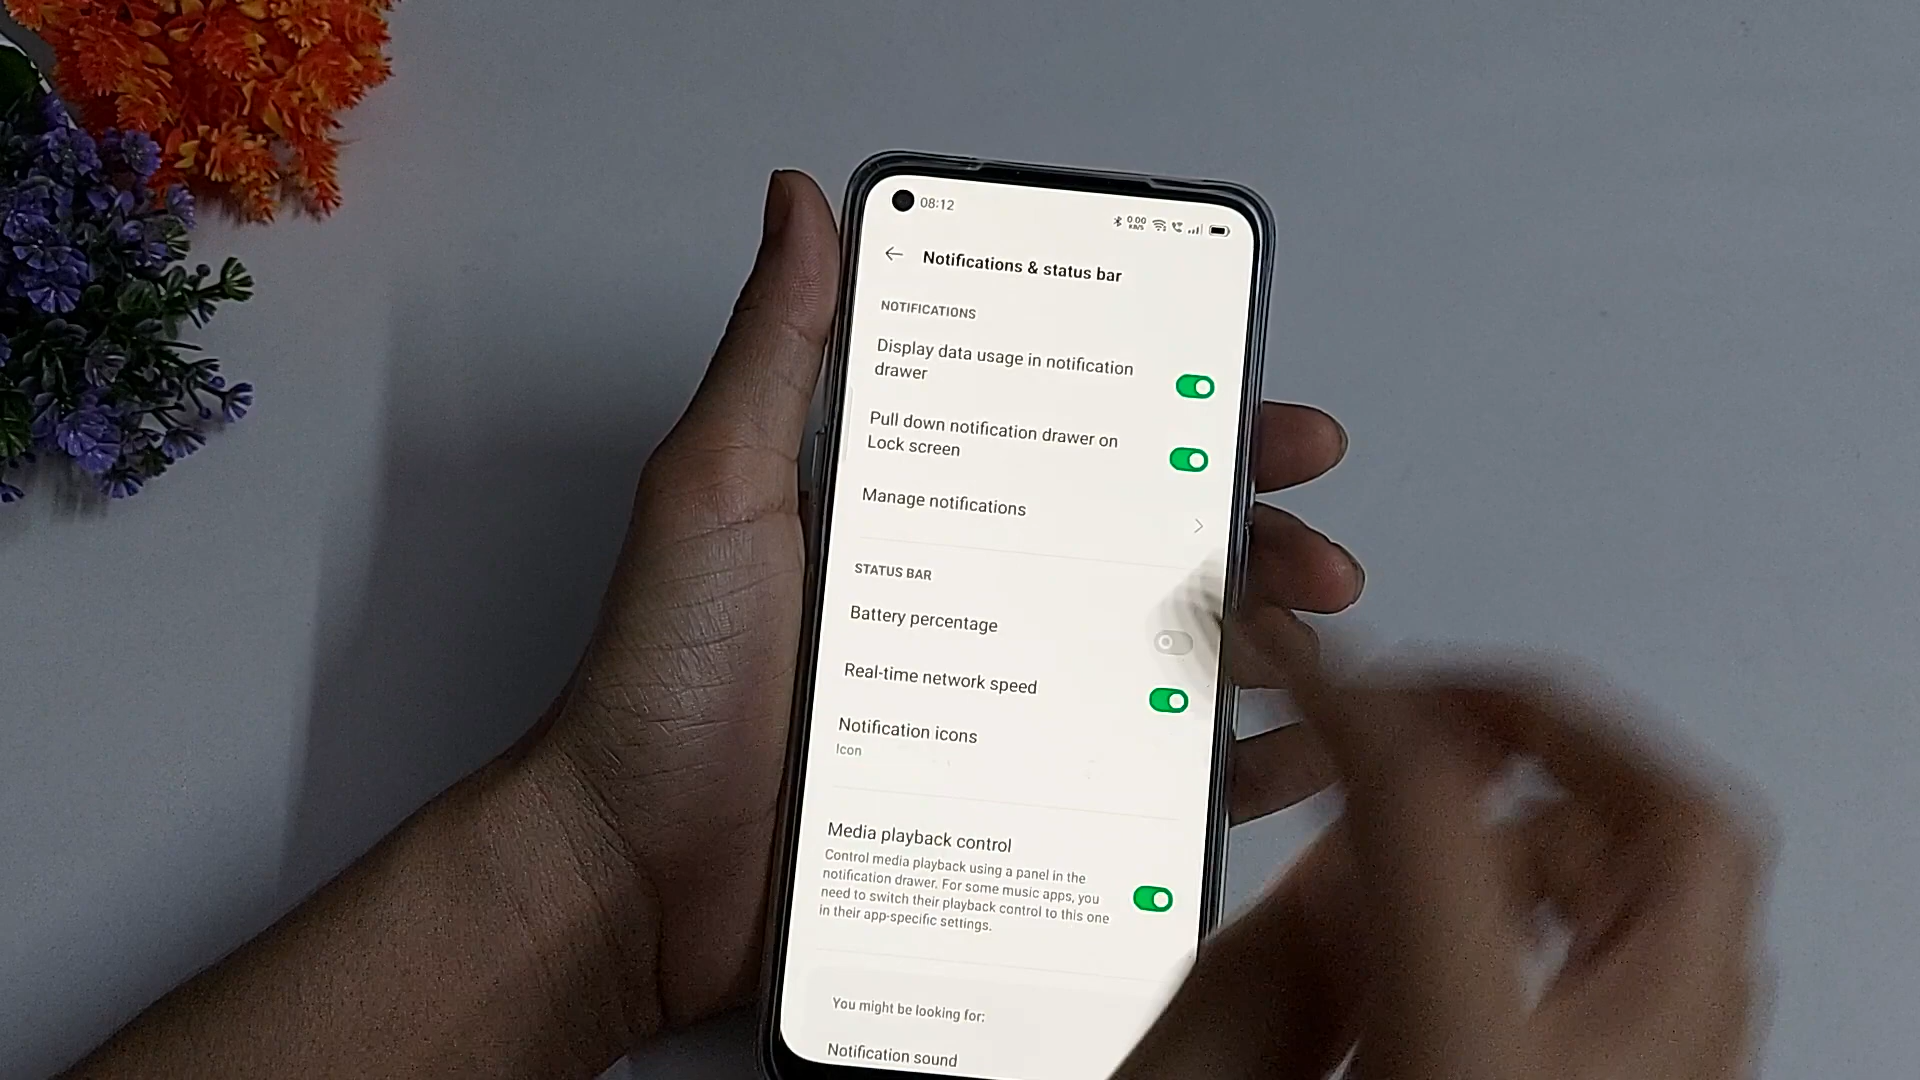 08:12
0.00
KB/S
Notifications & status bar
NOTIFICATIONS
Display data usage in notification
drawer
Pull down notification drawer on
Lock screen
Manage notifications
STATUS BAR
Battery percentage
Real-time network speed
Notification icons
Icon
Media playback control
Control media playback using a panel in the
notification drawer. For some music apps, you
need to switch their playback control to this one
in their app-specific settings.
You might be looking for:
Notification sound